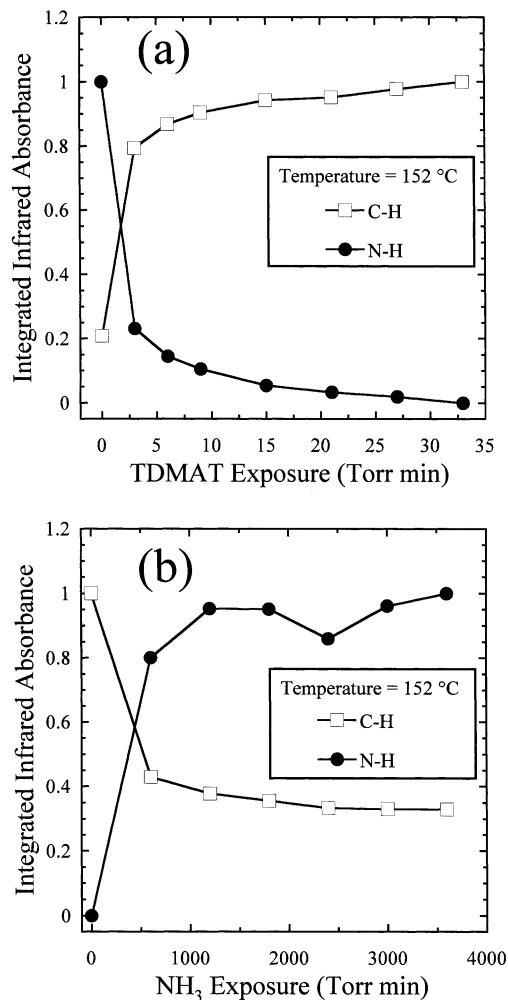 (a)
Integrated Infrared Absorbance
1.2
1
0.8
0.6
0.4
0.2
0
Temperature = 152 °C
C-H
N-H
0 5 10 15 20 25 30 35
TDMAT Exposure (Torr min)
(b)
Integrated Infrared Absorbance
1.2
1
0.8
0.6
0.4
0.2
0
Temperature = 152 °C
C-H
N-H
0 1000 2000 3000 4000
NH₃ Exposure (Torr min)